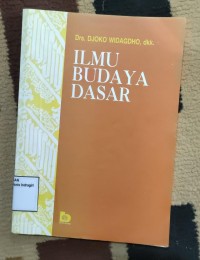 Drs. DJOKO WIDAGDHO, dkk.
ILMU
BUDAYA
DASAR